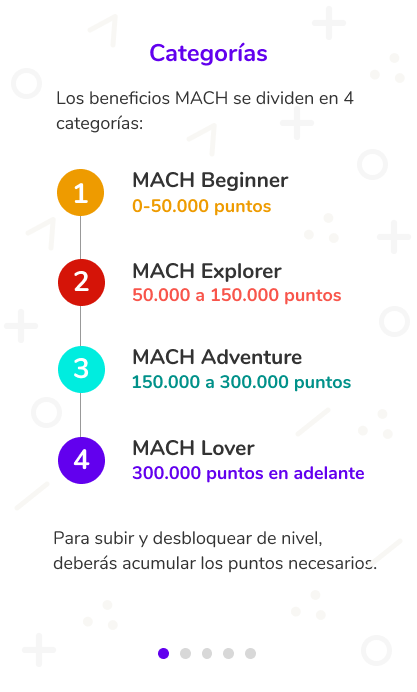 Categorías
Los beneficios MACH se dividen en 4
categorías:
1
MACH Beginner
0-50.000 puntos
2
MACH Explorer
50.000 a 150.000 puntos
3
MACH Adventure
150.000 a 300.000 puntos
4
MACH Lover
300.000 puntos en adelante
Para subir y desbloquear de nivel,
deberás acumular los puntos necesarios.